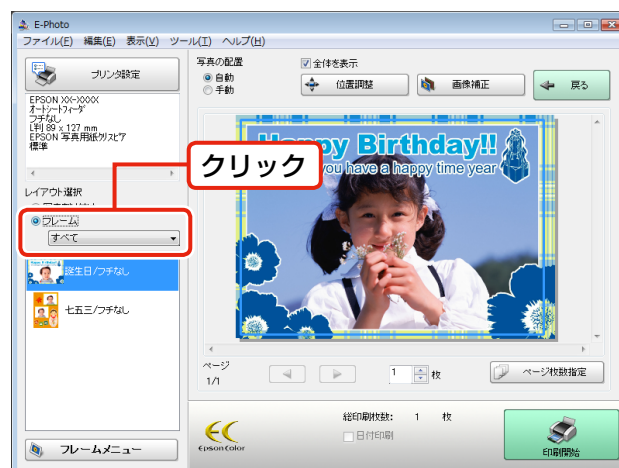 E-Photo
ファイル(F) 編集(E) 表示(V) ツール(T) ヘルプ(H)
プリンタ設定
EPSON XX-XXXX
オートシートフィーダ
フチなし
L判 89 x 127 mm
EPSON 写真用紙クリスピア
標準
写真の配置
自動
手動
全体を表示
位置調整
画像補正
戻る
レイアウト選択
フレーム
すべて
クリック
誕生日/フチなし
七五三/フチなし
フレームメニュー
Happy Birthday!!
you have a happy time year
ページ
1/1
1 枚
ページ枚数指定
Epson Color
総印刷枚数: 1 枚
日付印刷
印刷開始